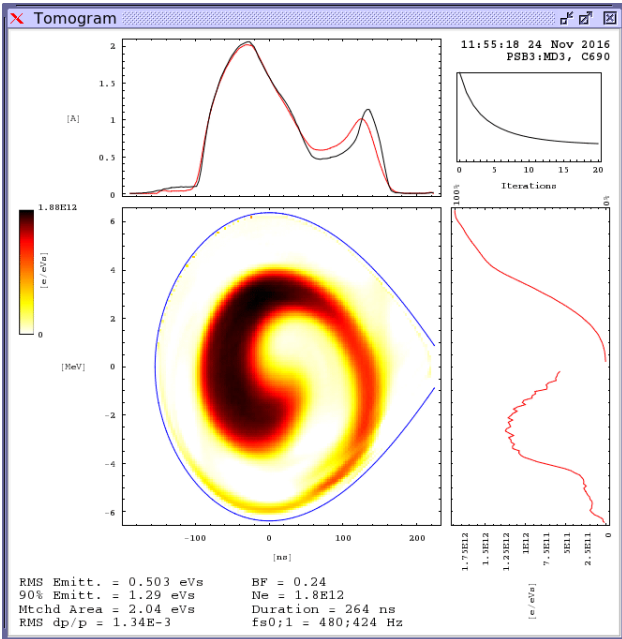 Tomogram
11:55:18 24 Nov 2016
PSB3:MD3, C690
2
1.5
1
0.5
0
[A]
0 5 10 15 20
Iterations
100% 0%
1.88E12
0
[e/eVs]
6
4
2
0
-2
-4
-6
[MeV]
-100 0 100 200
[ns]
1.75E12
1.5E12
1.25E12
1E12
7.5E11
5E11
2.5E11
0
[e/eVs]
RMS Emitt. = 0.503 eVs BF = 0.24
90% Emitt. = 1.29 eVs Ne = 1.8E12
Mtchd Area = 2.04 eVs Duration = 264 ns
RMS dp/p = 1.34E-3 fs0;1 = 480;424 Hz